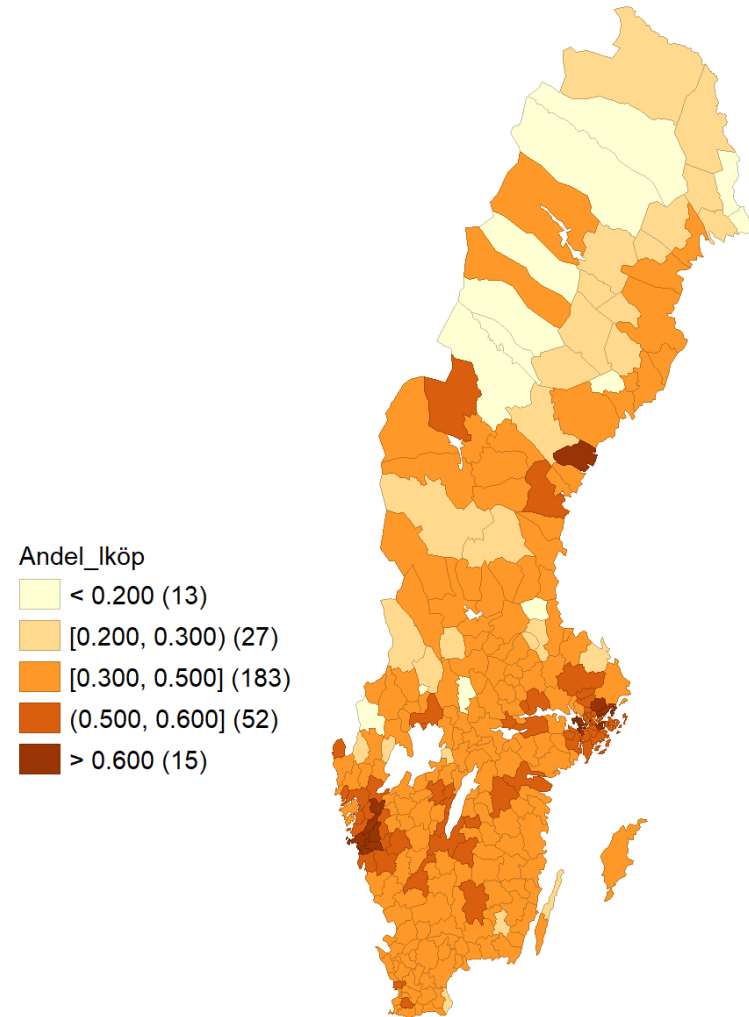 Andel_lköp
< 0.200 (13)
[0.200, 0.300) (27)
[0.300, 0.500] (183)
(0.500, 0.600] (52)
> 0.600 (15)